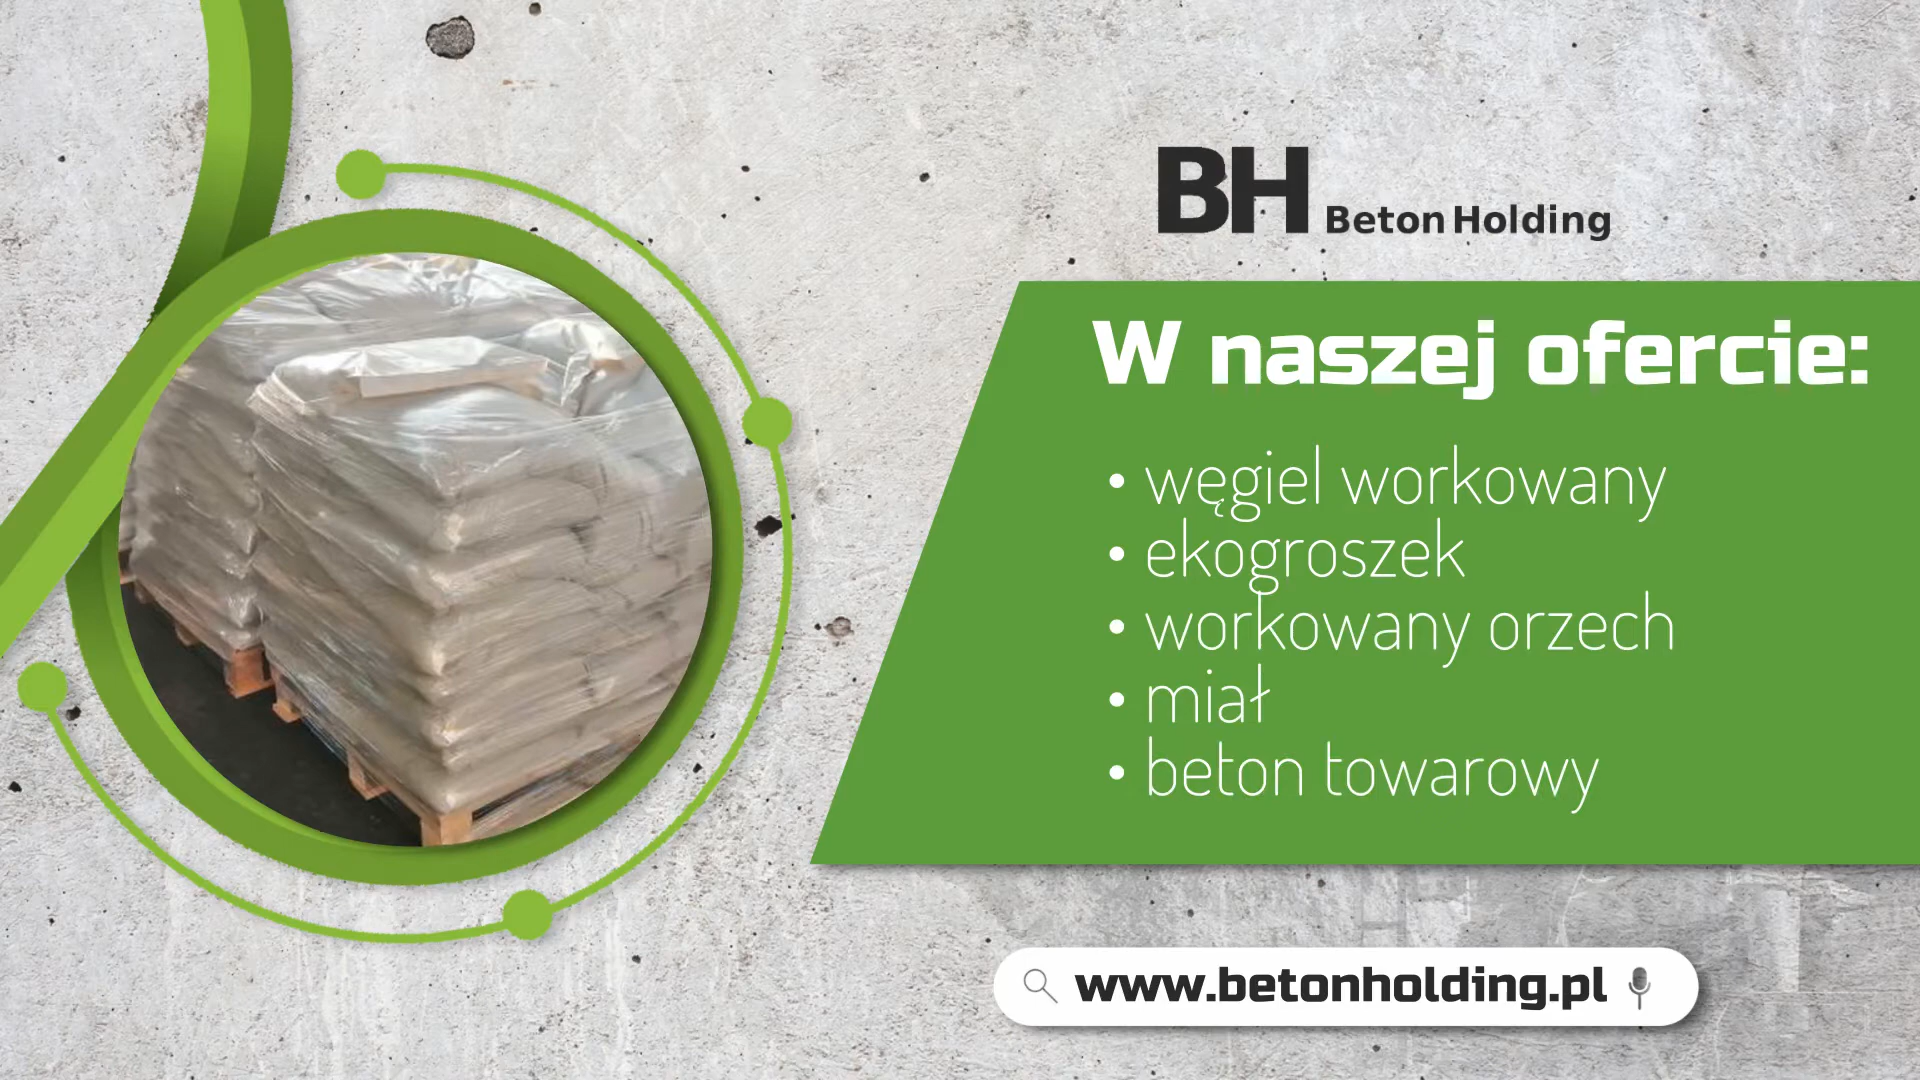 BH Beton Holding
W naszej ofercie:
• węgiel workowany
• ekogroszek
• workowany orzech
• miał
• beton towarowy
www.betonholding.pl